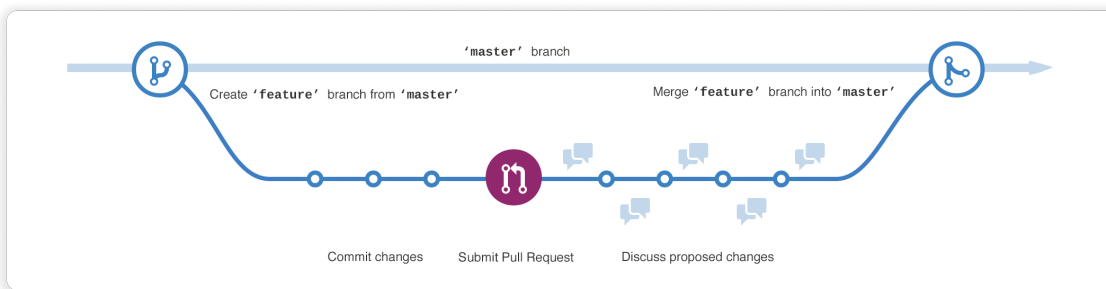 ‘master’ branch
Create ‘feature’ branch from ‘master’
Merge ‘feature’ branch into ‘master’
Commit changes
Submit Pull Request
Discuss proposed changes